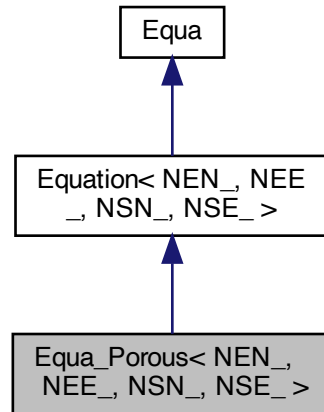 Equa
Equation< NEN_, NEE
_, NSN_, NSE_ >
Equa_Porous< NEN_,
NEE_, NSN_, NSE_ >